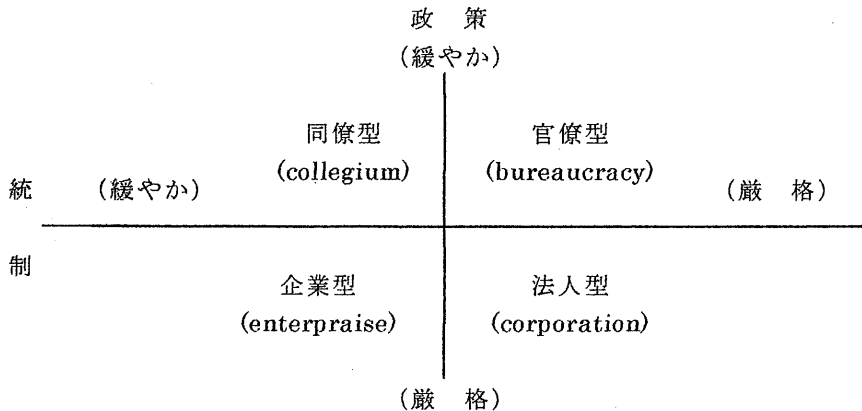 政 策
(緩やか)
同僚型 官僚型
(collegium) (bureaucracy)
統 (緩やか) (厳 格)
制
企業型 法人型
(enterpraise) (corporation)
(厳 格)